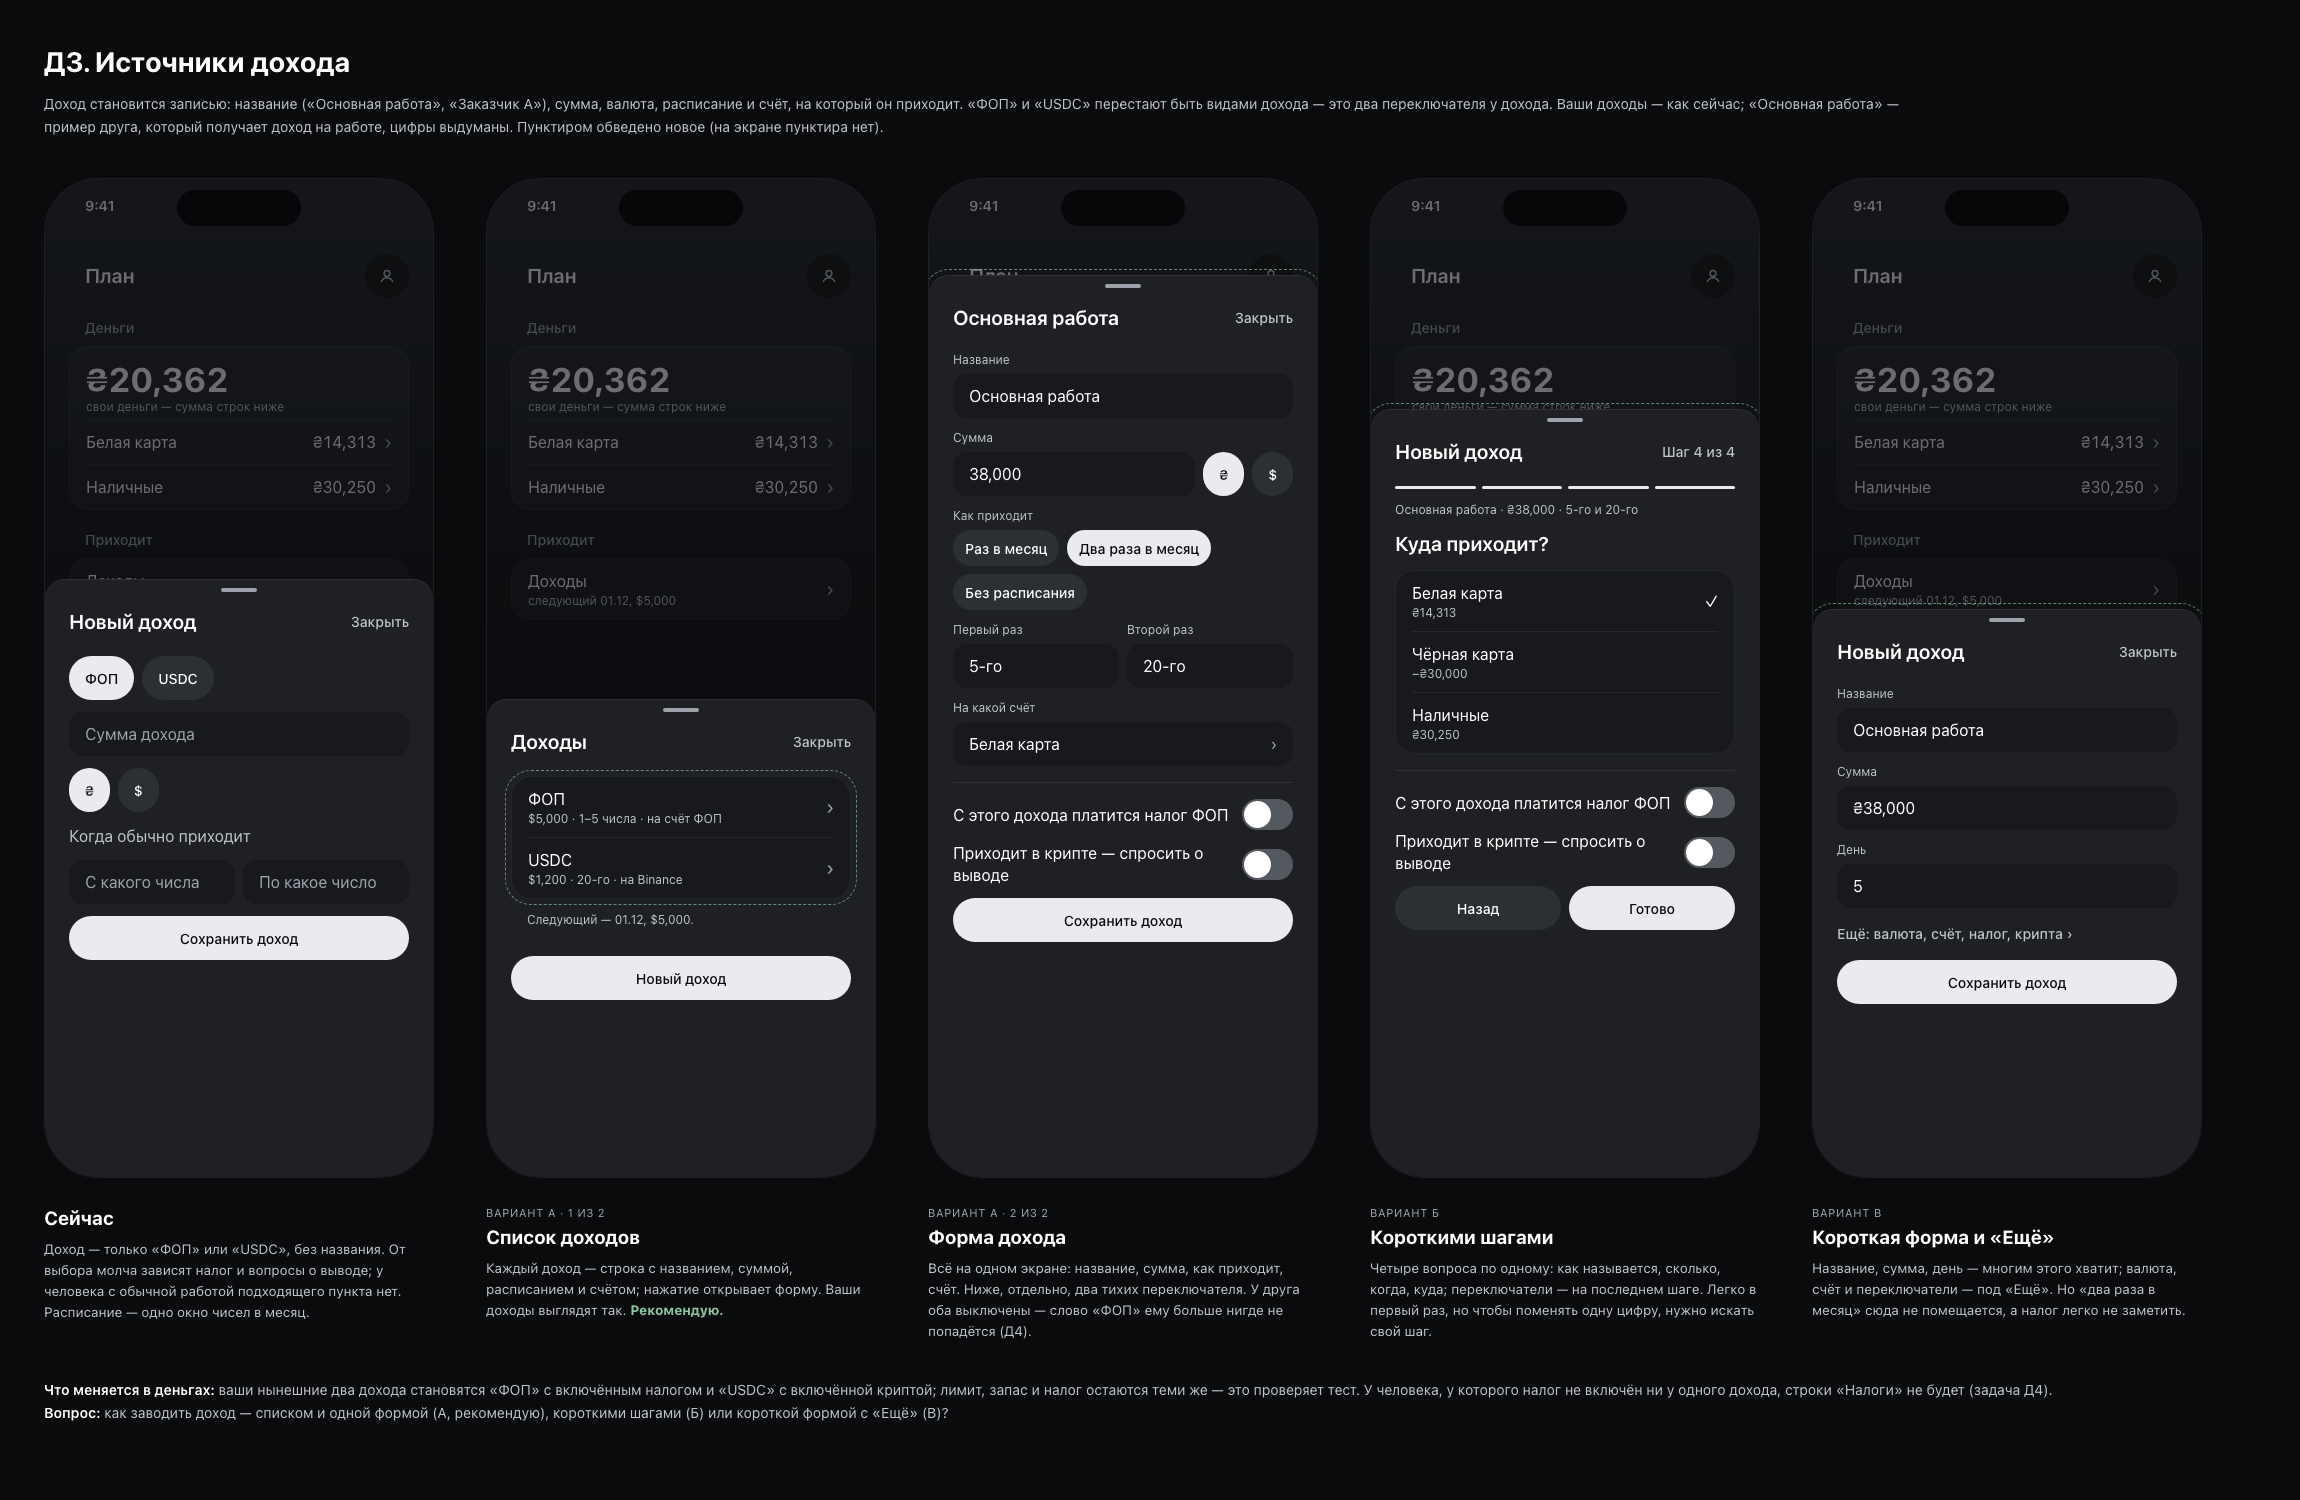 Д3. Источники дохода
Доход становится записью: название («Основная работа», «Заказчик А»), сумма, валюта, расписание и счёт, на который он приходит. «ФОП» и «USDC» перестают быть видами дохода — это два переключателя у дохода. Ваши доходы — как сейчас; «Основная работа» —
пример друга, который получает доход на работе, цифры выдуманы. Пунктиром обведено новое (на экране пунктира нет).
9:41
План
Деньги
₴20,362
свои деньги — сумма строк ниже
Белая карта ₴14,313 ›
Наличные ₴30,250 ›
Приходит
Доходы
Новый доход Закрыть
ФОП USDC
Сумма дохода
₴ $
Когда обычно приходит
С какого числа По какое число
Сохранить доход
Сейчас
Доход — только «ФОП» или «USDC», без названия. От
выбора молча зависят налог и вопросы о выводе; у
человека с обычной работой подходящего пункта нет.
Расписание — одно окно чисел в месяц.
9:41
План
Деньги
₴20,362
свои деньги — сумма строк ниже
Белая карта ₴14,313 ›
Наличные ₴30,250 ›
Приходит
Доходы ›
следующий 01.12, $5,000
Доходы Закрыть
ФОП ›
$5,000 · 1–5 числа · на счёт ФОП
USDC ›
$1,200 · 20-го · на Binance
Следующий — 01.12, $5,000.
Новый доход
ВАРИАНТ А · 1 ИЗ 2
Список доходов
Каждый доход — строка с названием, суммой,
расписанием и счётом; нажатие открывает форму. Ваши
доходы выглядят так. Рекомендую.
9:41
План
Основная работа Закрыть
Название
Основная работа
Сумма
38,000 ₴ $
Как приходит
Раз в месяц Два раза в месяц
Без расписания
Первый раз Второй раз
5-го 20-го
На какой счёт
Белая карта ›
С этого дохода платится налог ФОП
Приходит в крипте — спросить о
выводе
Сохранить доход
ВАРИАНТ А · 2 ИЗ 2
Форма дохода
Всё на одном экране: название, сумма, как приходит,
счёт. Ниже, отдельно, два тихих переключателя. У друга
оба выключены — слово «ФОП» ему больше нигде не
попадётся (Д4).
9:41
План
Деньги
₴20,362
свои деньги — сумма строк ниже
Новый доход Шаг 4 из 4
Основная работа · ₴38,000 · 5-го и 20-го
Куда приходит?
Белая карта ✓
₴14,313
Чёрная карта
−₴30,000
Наличные
₴30,250
С этого дохода платится налог ФОП
Приходит в крипте — спросить о
выводе
Назад Готово
ВАРИАНТ Б
Короткими шагами
Четыре вопроса по одному: как называется, сколько,
когда, куда; переключатели — на последнем шаге. Легко в
первый раз, но чтобы поменять одну цифру, нужно искать
свой шаг.
9:41
План
Деньги
₴20,362
свои деньги — сумма строк ниже
Белая карта ₴14,313 ›
Наличные ₴30,250 ›
Приходит
Доходы ›
следующий 01.12, $5,000
Новый доход Закрыть
Название
Основная работа
Сумма
₴38,000
День
5
Ещё: валюта, счёт, налог, крипта ›
Сохранить доход
ВАРИАНТ В
Короткая форма и «Ещё»
Название, сумма, день — многим этого хватит; валюта,
счёт и переключатели — под «Ещё». Но «два раза в
месяц» сюда не помещается, а налог легко не заметить.
Что меняется в деньгах: ваши нынешние два дохода становятся «ФОП» с включённым налогом и «USDC» с включённой криптой; лимит, запас и налог остаются теми же — это проверяет тест. У человека, у которого налог не включён ни у одного дохода, строки «Налоги» не будет (задача Д4).
Вопрос: как заводить доход — списком и одной формой (А, рекомендую), короткими шагами (Б) или короткой формой с «Ещё» (В)?